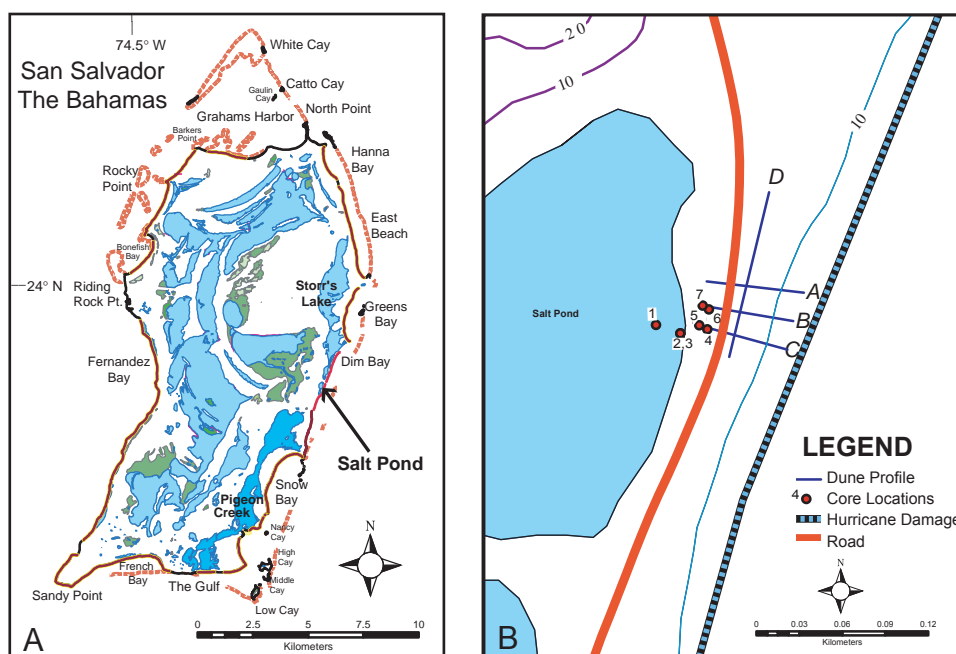 74.5° W
San Salvador
The Bahamas
White Cay
Catto Cay
Gaulin
Cay
North Point
Grahams Harbor
Barkers
Point
Hanna
Bay
Rocky
Point
East
Beach
Bonefish
Bay
24° N
Riding
Rock Pt.
Storr's
Lake
Greens
Bay
Fernandez
Bay
Dim Bay
Salt Pond
Snow
Bay
Pigeon
Creek
Nancy
Cay
High
Cay
Middle
Cay
French
Bay
The Gulf
Sandy Point
Low Cay
N
0 2.5 5 10
Kilometers
A
B
20
10
10
D
A
B
C
Salt Pond
1
2,3
7
6
5
4
LEGEND
Dune Profile
4 Core Locations
Hurricane Damage
Road
N
0 0.03 0.06 0.09 0.12
Kilometers